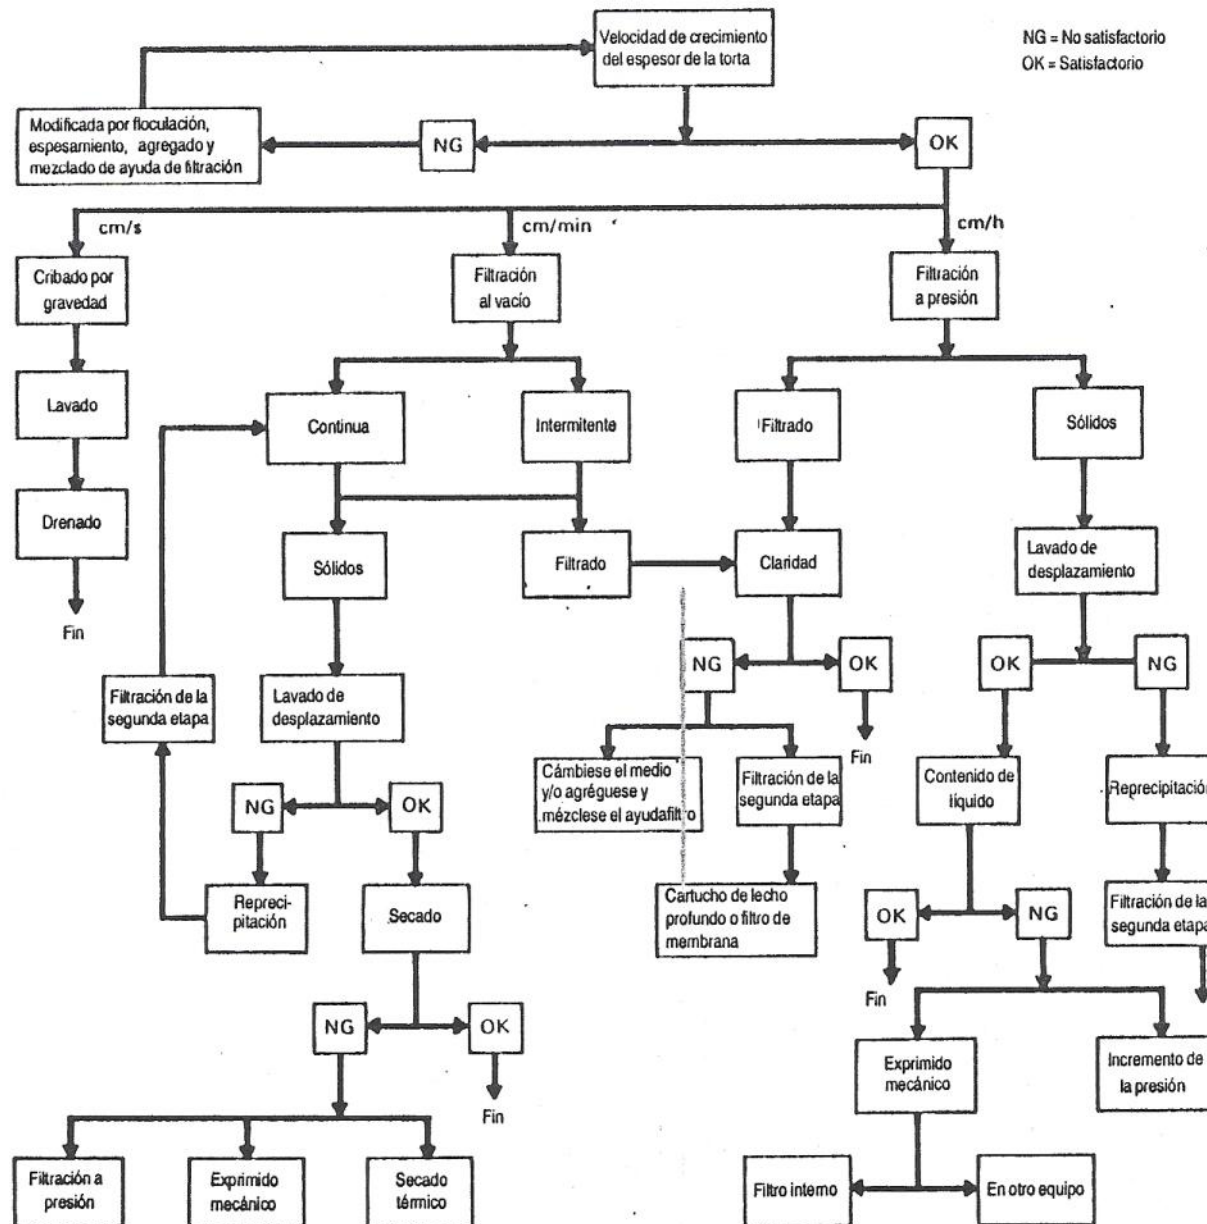 Velocidad de crecimiento
del espesor de la torta
NG = No satisfactorio
OK = Satisfactorio
Modificada por floculación,
espesamiento, agregado y
mezclado de ayuda de filtración
NG
OK
cm/s
cm/min
cm/h
Cribado por
gravedad
Filtración
al vacío
Filtración
a presión
Lavado
Continua
Intermitente
Filtrado
Sólidos
Drenado
Sólidos
Filtrado
Claridad
Lavado de
desplazamiento
Fin
NG
OK
OK
NG
Filtración de la
segunda etapa
Lavado de
desplazamiento
Fin
Cámbiese el medio
y/o agréguese y
mézclese el ayudafiltro
Filtración de la
segunda etapa
Contenido de
líquido
Reprecipitación
NG
OK
Repreci-
pitación
Secado
Cartucho de lecho
profundo o filtro de
membrana
OK
NG
Filtración de la
segunda etapa
Fin
NG
OK
Exprimido
mecánico
Incremento de
la presión
Fin
Filtración a
presión
Exprimido
mecánico
Secado
térmico
Filtro interno
En otro equipo